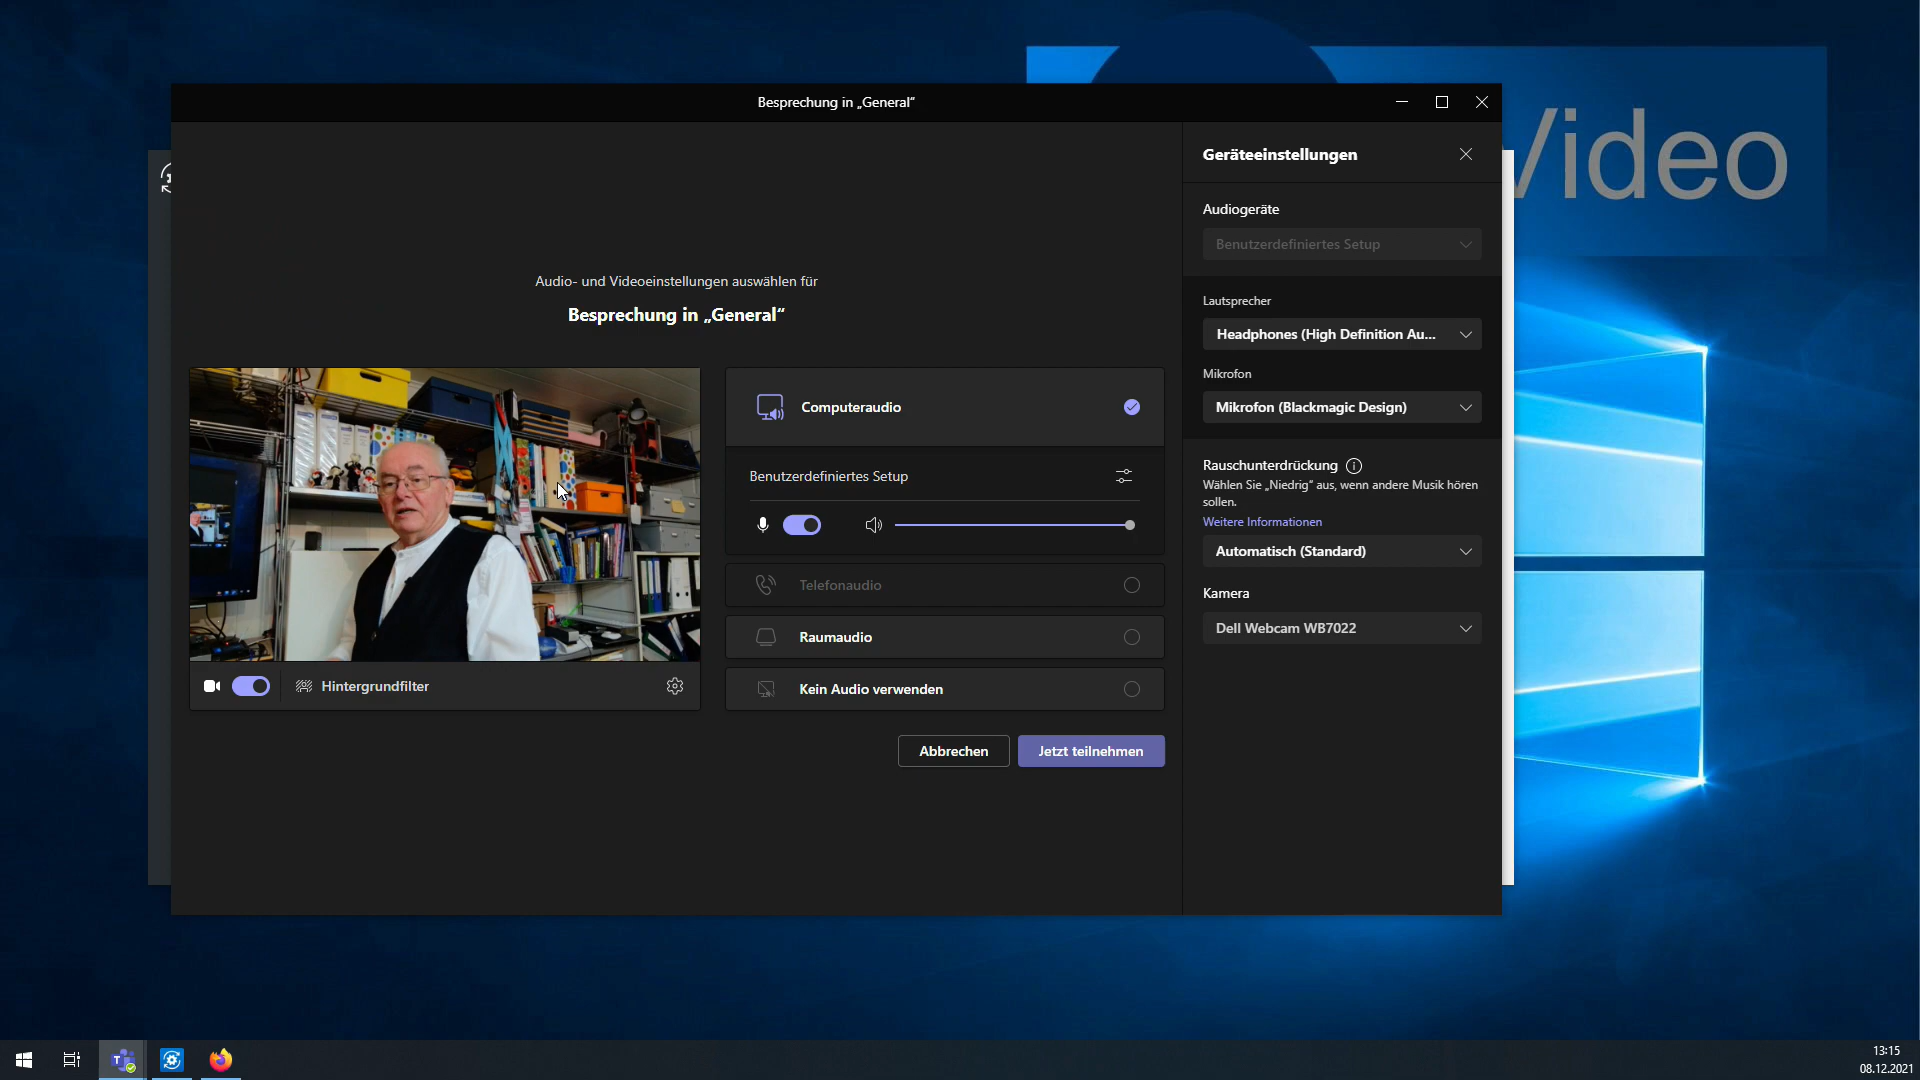 Besprechung in „General“
Video
Geräteeinstellungen
Audiogeräte
Benutzerdefiniertes Setup
Lautsprecher
Headphones (High Definition Au...
Mikrofon
Mikrofon (Blackmagic Design)
Rauschunterdrückung
Wählen Sie „Niedrig“ aus, wenn andere Musik hören
sollen.
Weitere Informationen
Automatisch (Standard)
Kamera
Dell Webcam WB7022
Audio- und Videoeinstellungen auswählen für
Besprechung in „General“
Computeraudio
Benutzerdefiniertes Setup
Telefonaudio
Raumaudio
Kein Audio verwenden
Hintergrundfilter
Abbrechen
Jetzt teilnehmen
13:15
08.12.2021